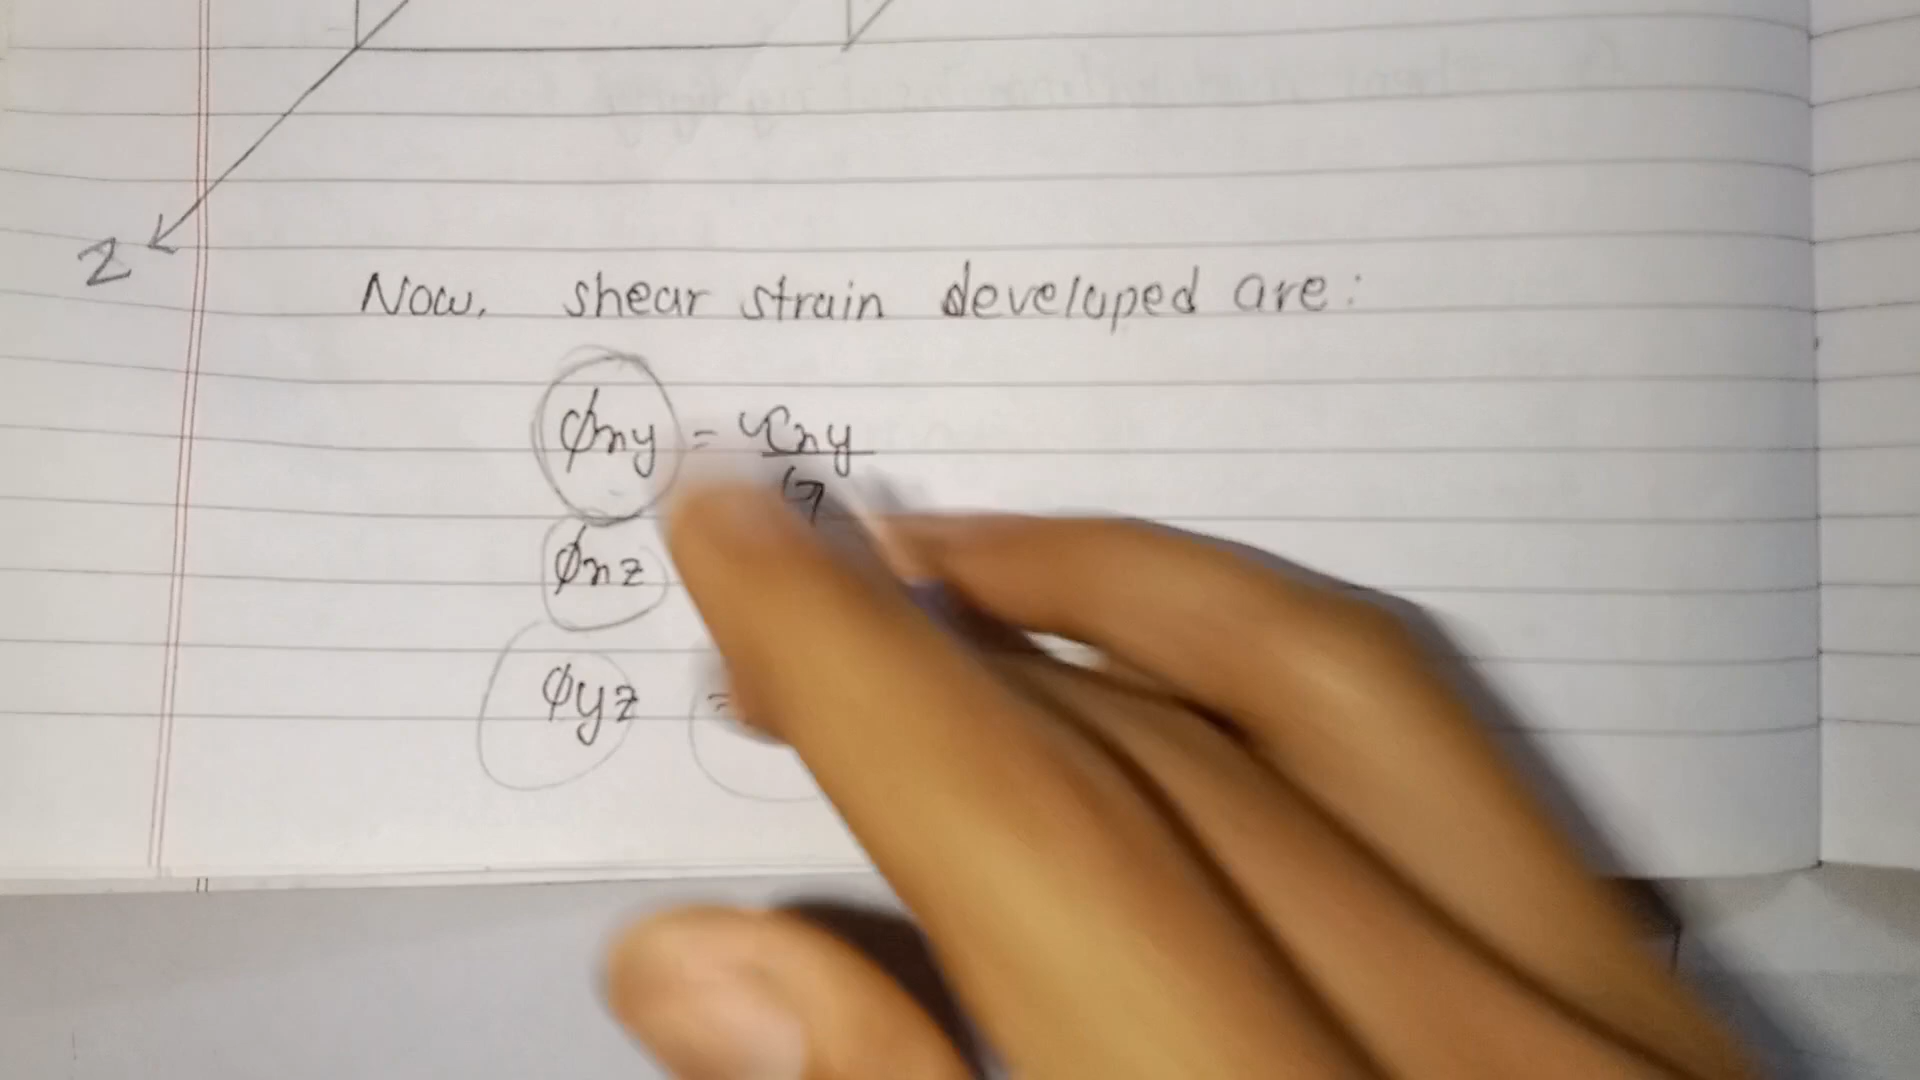 Z
Now, shear strain developed are:
ϕxy = τxy / G
ϕxz
ϕyz =